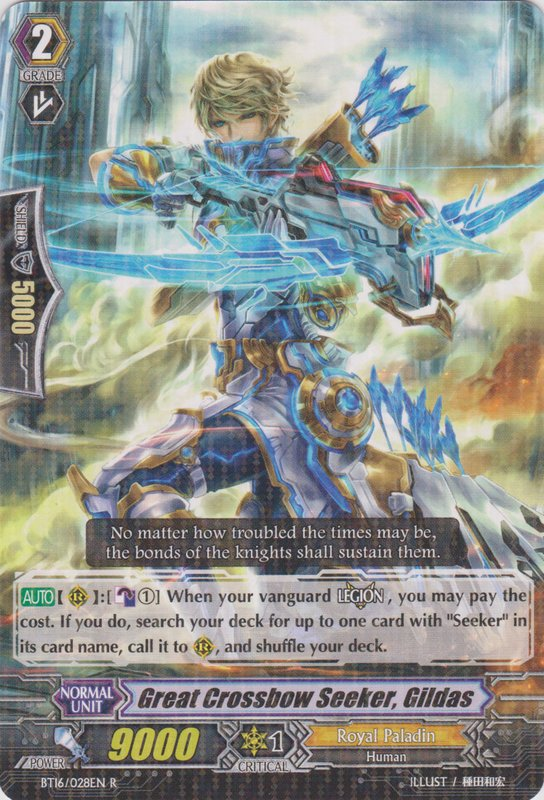 2
GRADE
SHIELD
5000
No matter how troubled the times may be,
the bonds of the knights shall sustain them.
AUTO【 R 】:[ ①] When your vanguard LEGION , you may pay the
cost. If you do, search your deck for up to one card with "Seeker" in
its card name, call it to R , and shuffle your deck.
NORMAL
UNIT
Great Crossbow Seeker, Gildas
POWER
9000
1
CRITICAL
Royal Paladin
Human
BT16/028EN R
ILLUST / 種田和宏